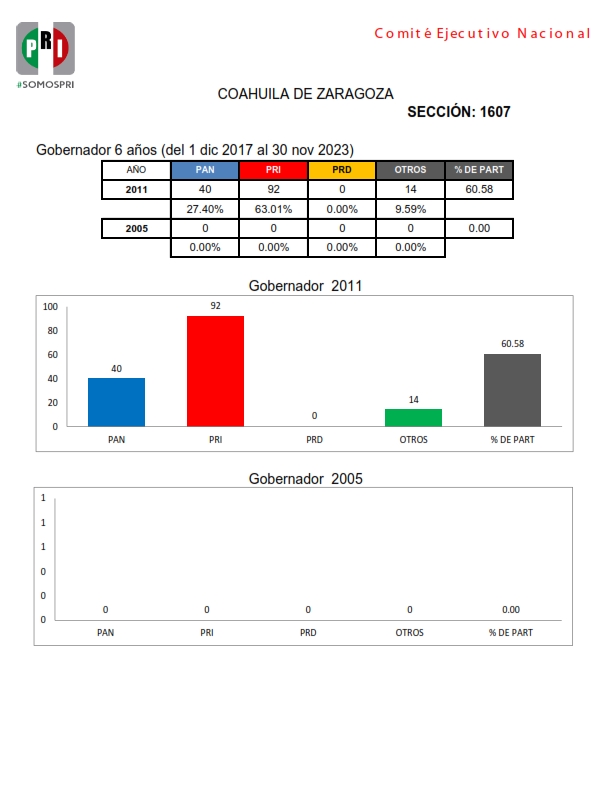 PRI
#SOMOSPRI
Comité Ejecutivo Nacional
COAHUILA DE ZARAGOZA
SECCIÓN: 1607
Gobernador 6 años (del 1 dic 2017 al 30 nov 2023)
AÑO PAN PRI PRD OTROS % DE PART
2011 40 92 0 14 60.58
27.40% 63.01% 0.00% 9.59%
2005 0 0 0 0 0.00
0.00% 0.00% 0.00% 0.00%
Gobernador 2011
100
80
60
40
20
0
40
92
0
14
60.58
PAN PRI PRD OTROS % DE PART
Gobernador 2005
1
1
1
0
0
0
0 0 0 0 0.00
PAN PRI PRD OTROS % DE PART